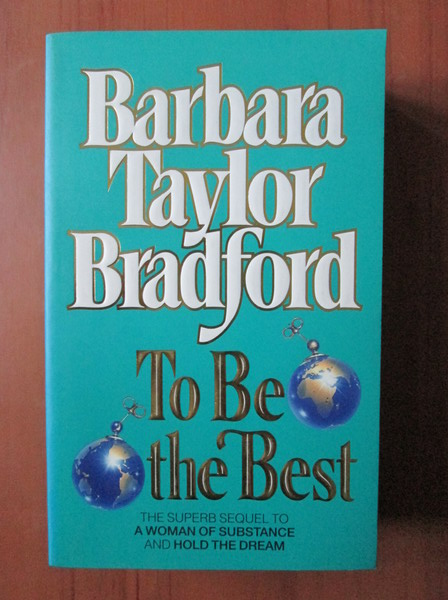 Barbara
Taylor
Bradford
To Be
the Best
THE SUPERB SEQUEL TO
A WOMAN OF SUBSTANCE
AND HOLD THE DREAM